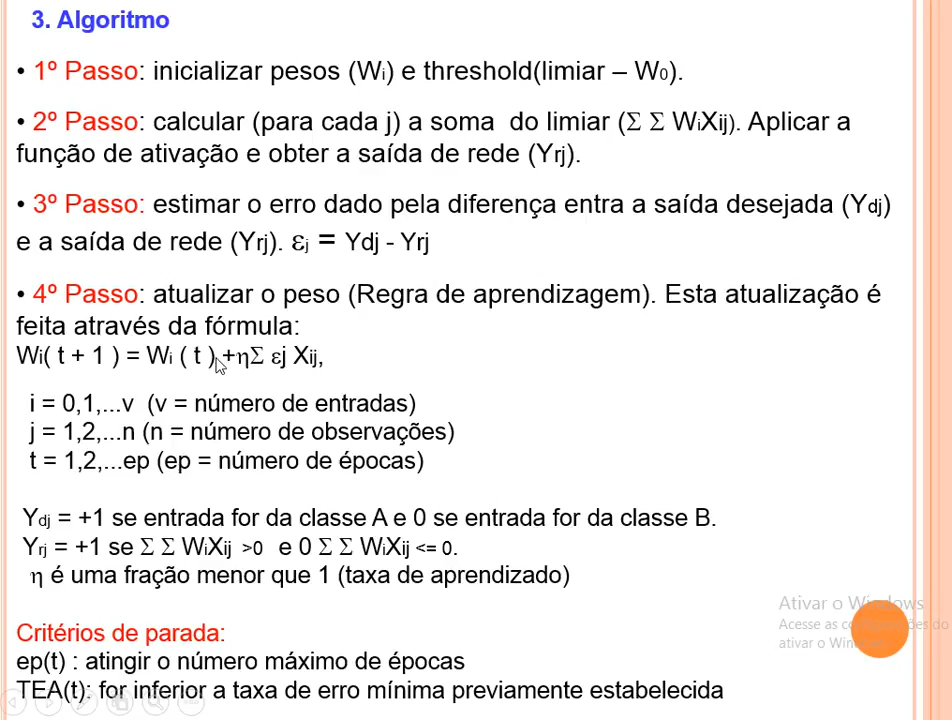 3. Algoritmo
• 1º Passo: inicializar pesos (Wi) e threshold(limiar – W0).
• 2º Passo: calcular (para cada j) a soma do limiar (Σ Σ WiXij). Aplicar a
função de ativação e obter a saída de rede (Yrj).
• 3º Passo: estimar o erro dado pela diferença entra a saída desejada (Ydj)
e a saída de rede (Yrj). εj = Ydj - Yrj
• 4º Passo: atualizar o peso (Regra de aprendizagem). Esta atualização é
feita através da fórmula:
Wi( t + 1 ) = Wi ( t ) +ηΣ εj Xij,
i = 0,1,...v (v = número de entradas)
j = 1,2,...n (n = número de observações)
t = 1,2,...ep (ep = número de épocas)
Ydj = +1 se entrada for da classe A e 0 se entrada for da classe B.
Yrj = +1 se Σ Σ WiXij >0 e 0 Σ Σ WiXij <= 0.
η é uma fração menor que 1 (taxa de aprendizado)
Ativar o Windows
Acesse as configurações do
ativar o Windows.
Critérios de parada:
ep(t) : atingir o número máximo de épocas
TEA(t): for inferior a taxa de erro mínima previamente estabelecida